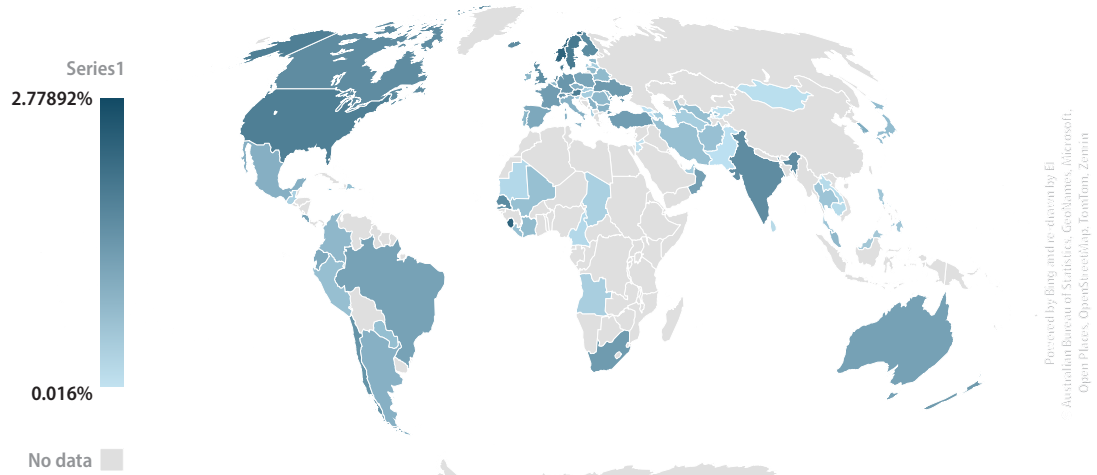 Series1
2.77892%
0.016%
No data
Powered by Bing and re-drawn by EI
Australian Bureau of Statistics, GeoNames, Microsoft,
Open Places, OpenStreetMap, TomTom, Zenrin